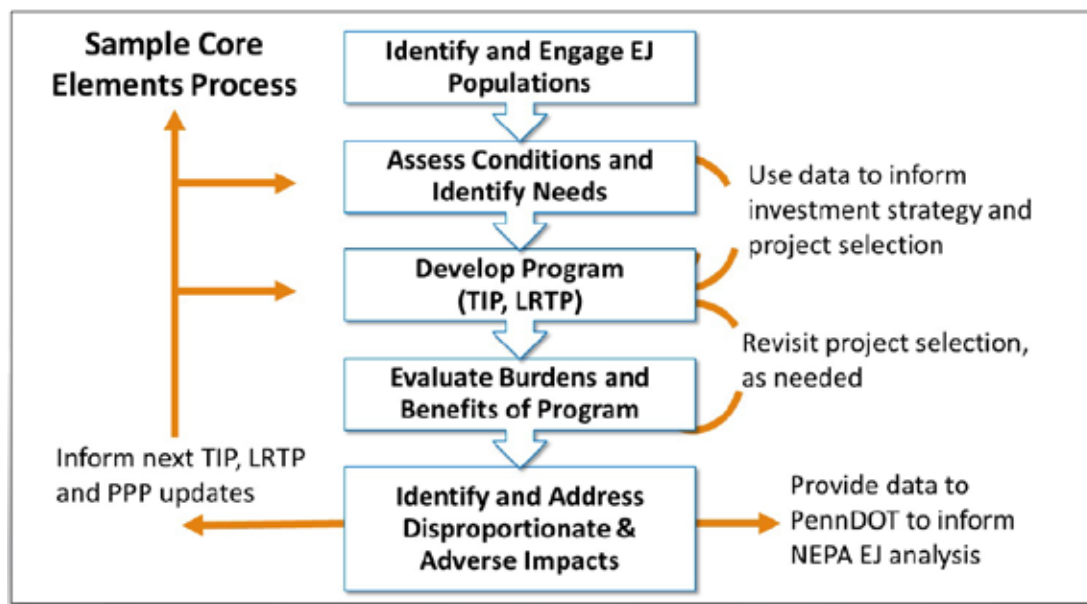 Sample Core
Elements Process
Identify and Engage EJ
Populations
Assess Conditions and
Identify Needs
Use data to inform
investment strategy and
project selection
Develop Program
(TIP, LRTP)
Revisit project selection,
as needed
Evaluate Burdens and
Benefits of Program
Inform next TIP, LRTP
and PPP updates
Identify and Address
Disproportionate &
Adverse Impacts
Provide data to
PennDOT to inform
NEPA EJ analysis